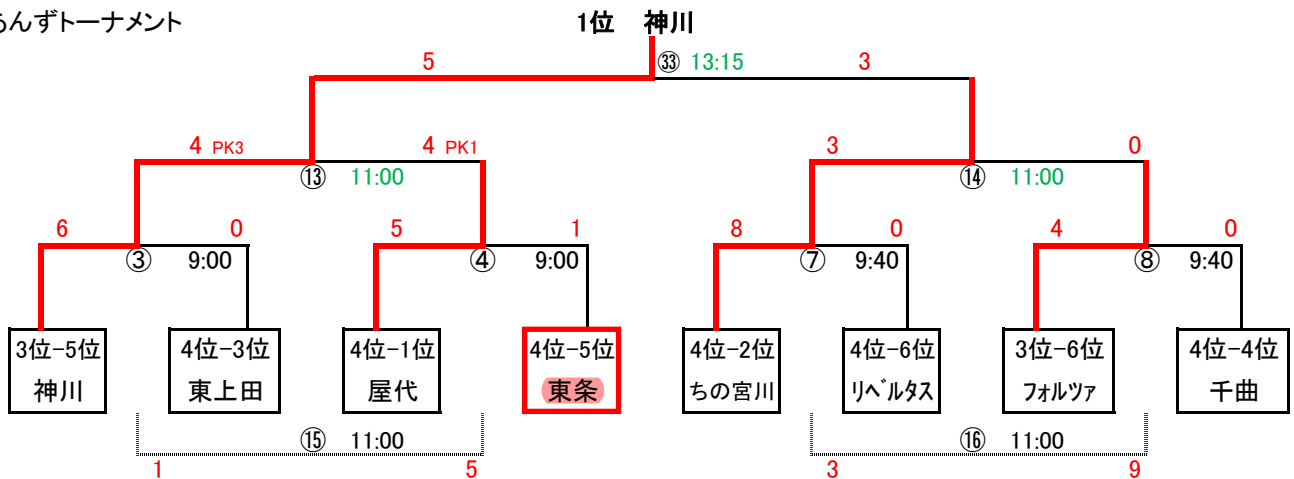 あんずトーナメント 1位 神川
5 ㉝ 13:15 3
4 PK3 4 PK1 3 0
⑬ 11:00 ⑭ 11:00
6 0 5 1 8 0 4 0
③ 9:00 ④ 9:00 ⑦ 9:40 ⑧ 9:40
3位-5位 4位-3位 4位-1位 4位-5位 4位-2位 4位-6位 3位-6位 4位-4位
神川 東上田 屋代 東条 ちの宮川 リベルタス フォルツァ 千曲
⑮ 11:00 ⑯ 11:00
1 5 3 9